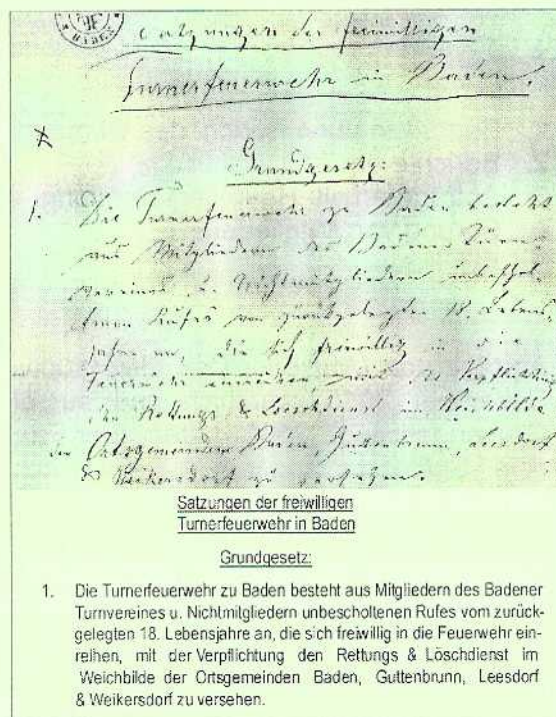 BADEN
Satzungen der freiwilligen
Turnerfeuerwehr in Baden.
Grundgesetz:
1. Die Turnerfeuerwehr zu Baden besteht
aus Mitgliedern des Badener Turn-
vereines u. Nichtmitgliedern unbeschol-
tenen Rufes vom zurückgelegten 18. Lebens-
jahre an, die sich freiwillig in die
Feuerwehr einreihen, mit der Verpflichtung
den Rettungs & Loeschdienst im Weichbilde
der Ortsgemeinden Baden, Guttenbrunn, Leesdorf
& Weikersdorf zu versehen.
Satzungen der freiwilligen
Turnerfeuerwehr in Baden
Grundgesetz:
1. Die Turnerfeuerwehr zu Baden besteht aus Mitgliedern des Badener
Turnvereines u. Nichtmitgliedern unbescholtenen Rufes vom zurück-
gelegten 18. Lebensjahre an, die sich freiwillig in die Feuerwehr ein-
reihen, mit der Verpflichtung den Rettungs & Löschdienst im
Weichbilde der Ortsgemeinden Baden, Guttenbrunn, Leesdorf
& Weikersdorf zu versehen.